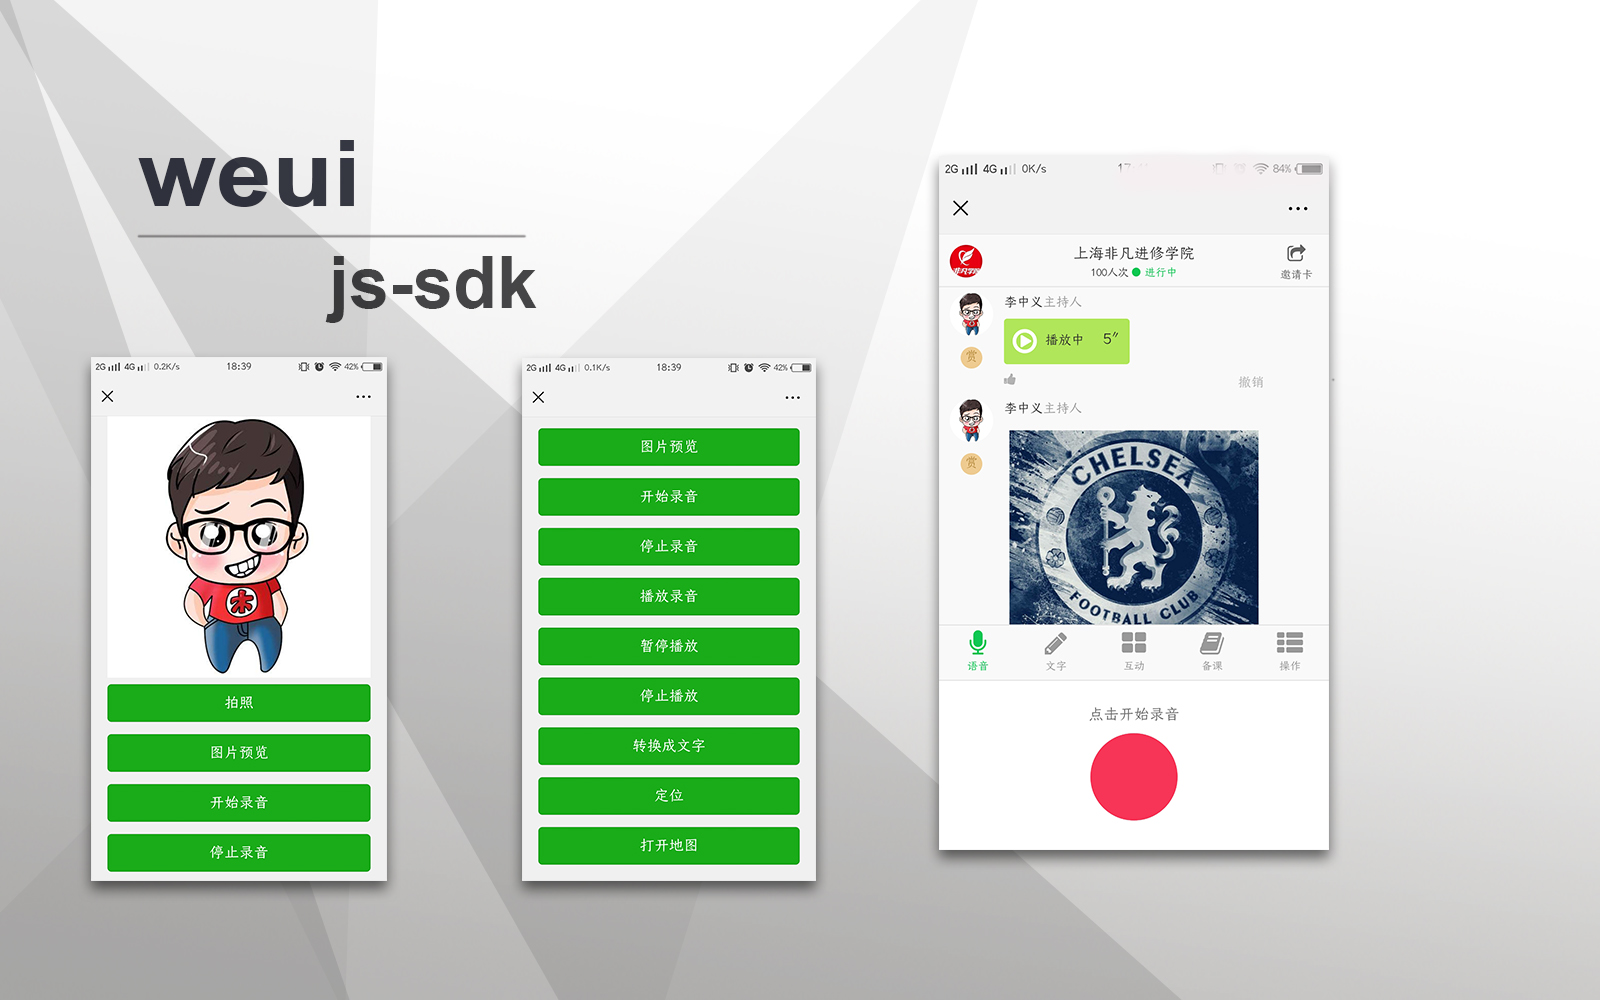 weui
js-sdk
2G 4G 0.2K/s 18:39 42%
木
拍照
图片预览
开始录音
停止录音
2G 4G 0.1K/s 18:39 42%
图片预览
开始录音
停止录音
播放录音
暂停播放
停止播放
转换成文字
定位
打开地图
2G 4G 0K/s 84%
非凡学院
上海非凡进修学院
100人次 进行中
邀请卡
李中义主持人
播放中 5″
赏
撤销
李中义主持人
赏
CHELSEA
FOOTBALL CLUB
语音 文字 互动 备课 操作
点击开始录音